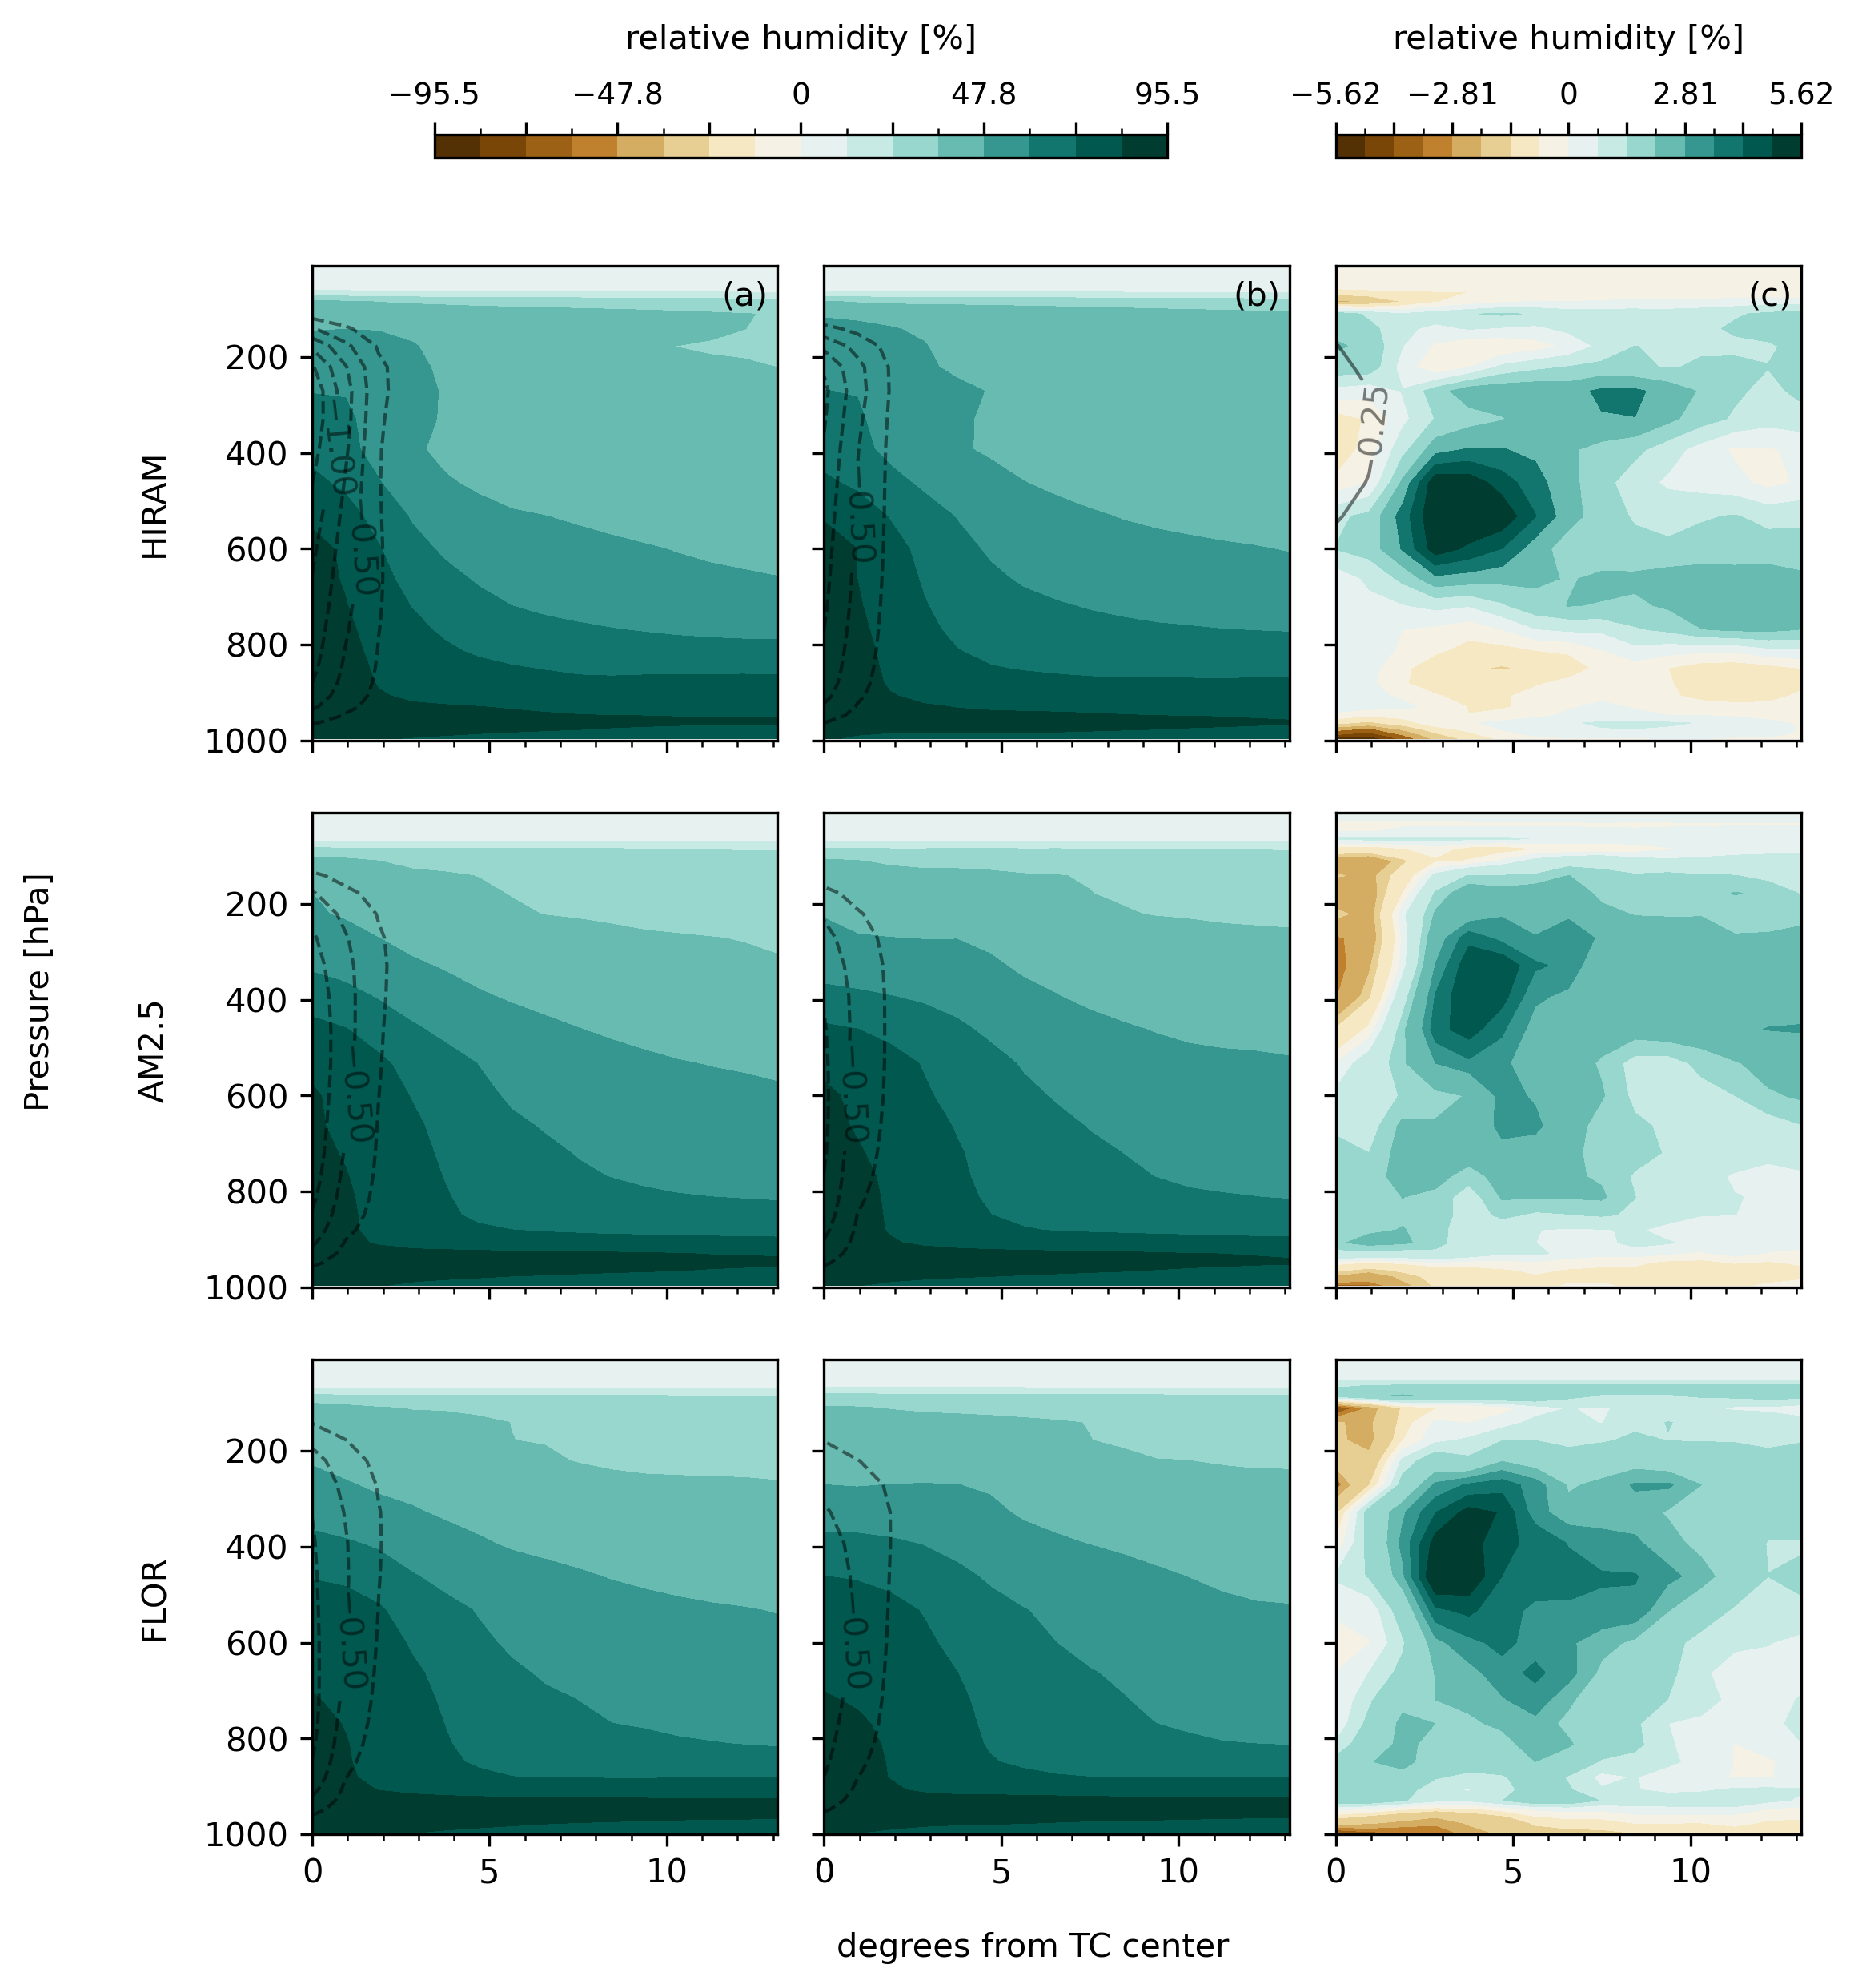 relative humidity [%] relative humidity [%]
−95.5 −47.8 0 47.8 95.5 −5.62 −2.81 0 2.81 5.62
(a) (b) (c)
200
400
600
800
1000
HIRAM
−1.00
−0.50
−0.50
0.25
Pressure [hPa]
200
400
600
800
1000
AM2.5
−0.50
−0.50
200
400
600
800
1000
FLOR
−0.50
−0.50
0 5 10 0 5 10 0 5 10
degrees from TC center